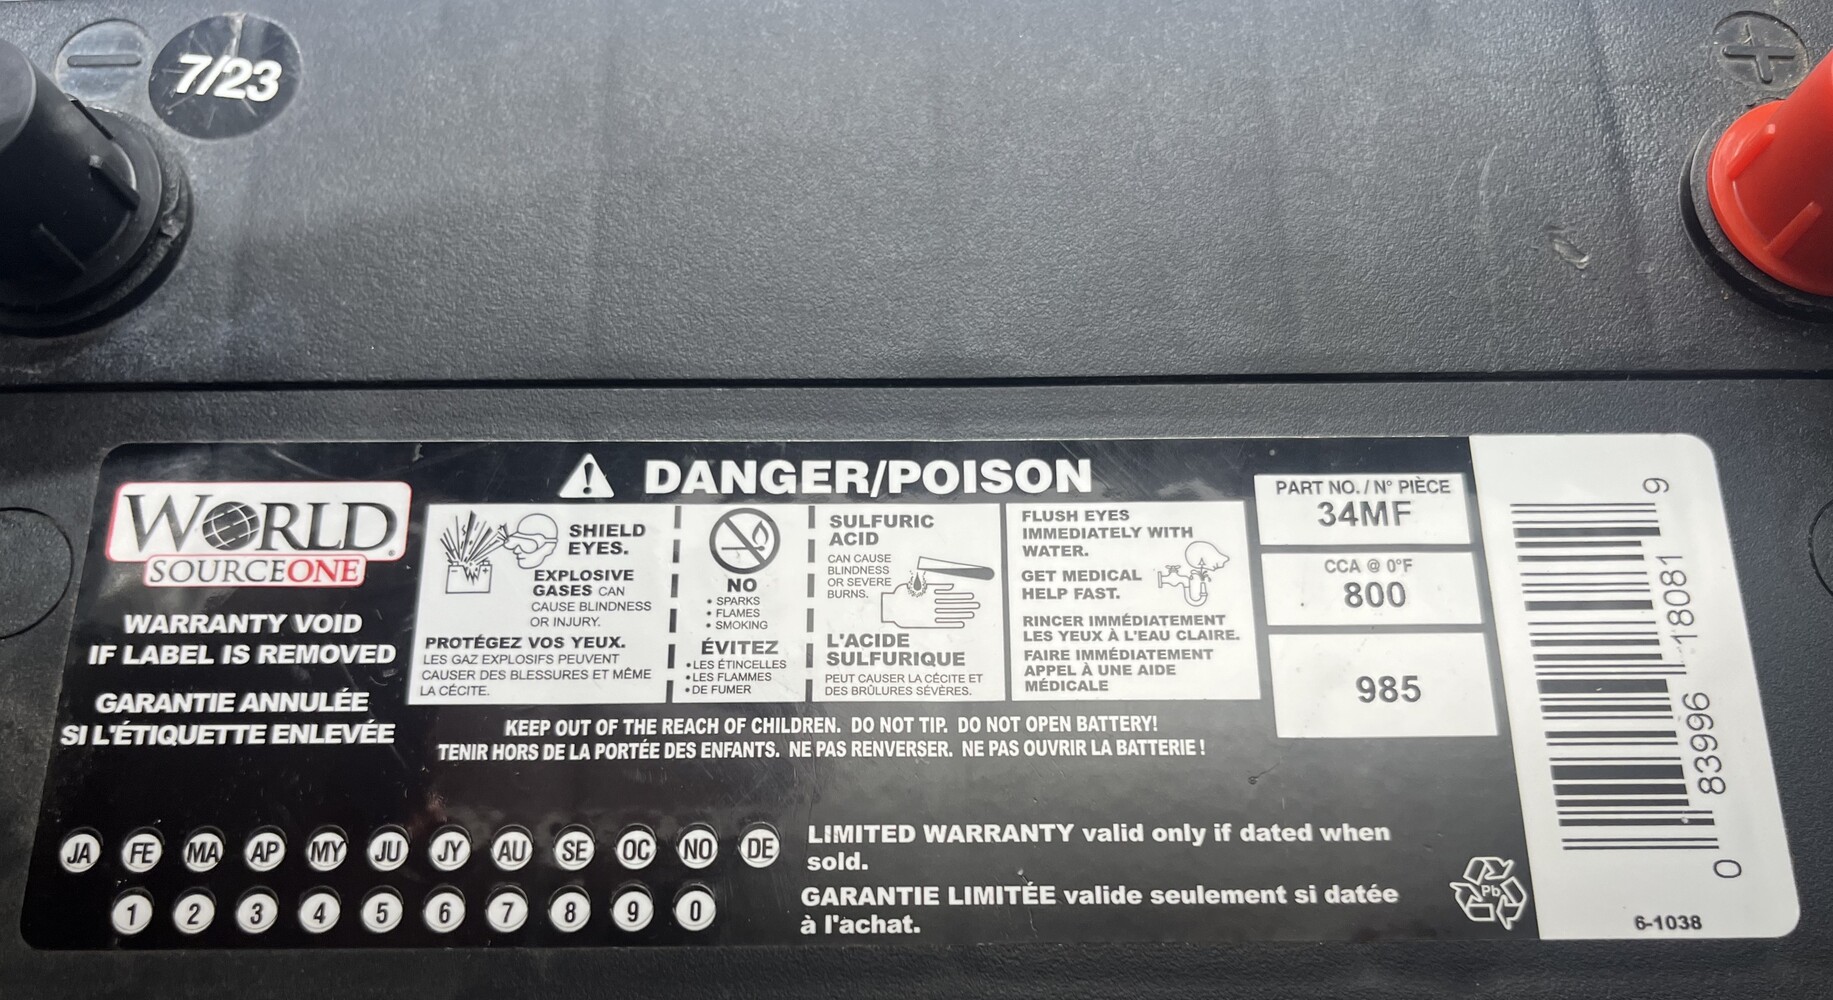 7/23
WORLD
SOURCEONE
WARRANTY VOID
IF LABEL IS REMOVED
GARANTIE ANNULÉE
SI L'ÉTIQUETTE ENLEVÉE
DANGER/POISON
SHIELD
EYES.
EXPLOSIVE
GASES CAN
CAUSE BLINDNESS
OR INJURY.
PROTÉGEZ VOS YEUX.
LES GAZ EXPLOSIFS PEUVENT
CAUSER DES BLESSURES ET MÊME
LA CÉCITE.
NO
• SPARKS
• FLAMES
• SMOKING
ÉVITEZ
• LES ÉTINCELLES
• LES FLAMMES
• DE FUMER
SULFURIC
ACID
CAN CAUSE
BLINDNESS
OR SEVERE
BURNS.
L'ACIDE
SULFURIQUE
PEUT CAUSER LA CÉCITE ET
DES BRÛLURES SÉVÈRES.
FLUSH EYES
IMMEDIATELY WITH
WATER.
GET MEDICAL
HELP FAST.
RINCER IMMÉDIATEMENT
LES YEUX À L'EAU CLAIRE.
FAIRE IMMÉDIATEMENT
APPEL À UNE AIDE
MÉDICALE
KEEP OUT OF THE REACH OF CHILDREN. DO NOT TIP. DO NOT OPEN BATTERY!
TENIR HORS DE LA PORTÉE DES ENFANTS. NE PAS RENVERSER. NE PAS OUVRIR LA BATTERIE !
PART NO. / N° PIÈCE
34MF
CCA @ 0°F
800
985
0 83996 18081 9
6-1038
JA FE MA AP MY JU JY AU SE OC NO DE
1 2 3 4 5 6 7 8 9 0
LIMITED WARRANTY valid only if dated when
sold.
GARANTIE LIMITÉE valide seulement si datée
à l'achat.
Pb